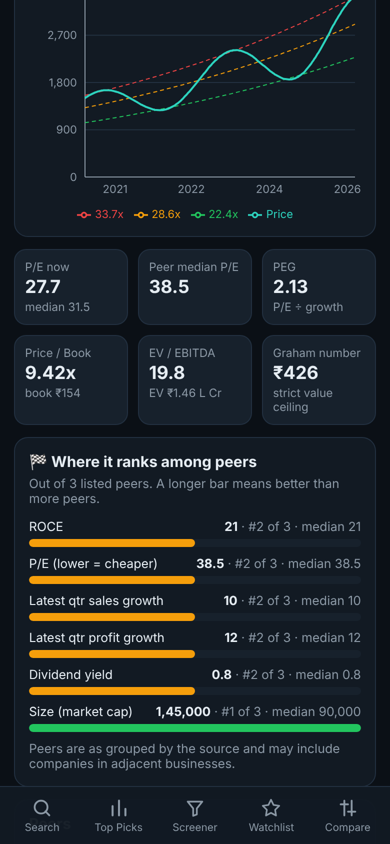 2,700
1,800
900
0
2021 2022 2024 2026
33.7x 28.6x 22.4x Price
P/E now
27.7
median 31.5
Peer median P/E
38.5
PEG
2.13
P/E ÷ growth
Price / Book
9.42x
book ₹154
EV / EBITDA
19.8
EV ₹1.46 L Cr
Graham number
₹426
strict value
ceiling
🏁 Where it ranks among peers
Out of 3 listed peers. A longer bar means better than
more peers.
ROCE 21 · #2 of 3 · median 21
P/E (lower = cheaper) 38.5 · #2 of 3 · median 38.5
Latest qtr sales growth 10 · #2 of 3 · median 10
Latest qtr profit growth 12 · #2 of 3 · median 12
Dividend yield 0.8 · #2 of 3 · median 0.8
Size (market cap) 1,45,000 · #1 of 3 · median 90,000
Peers are as grouped by the source and may include
companies in adjacent businesses.
Search Top Picks Screener Watchlist Compare